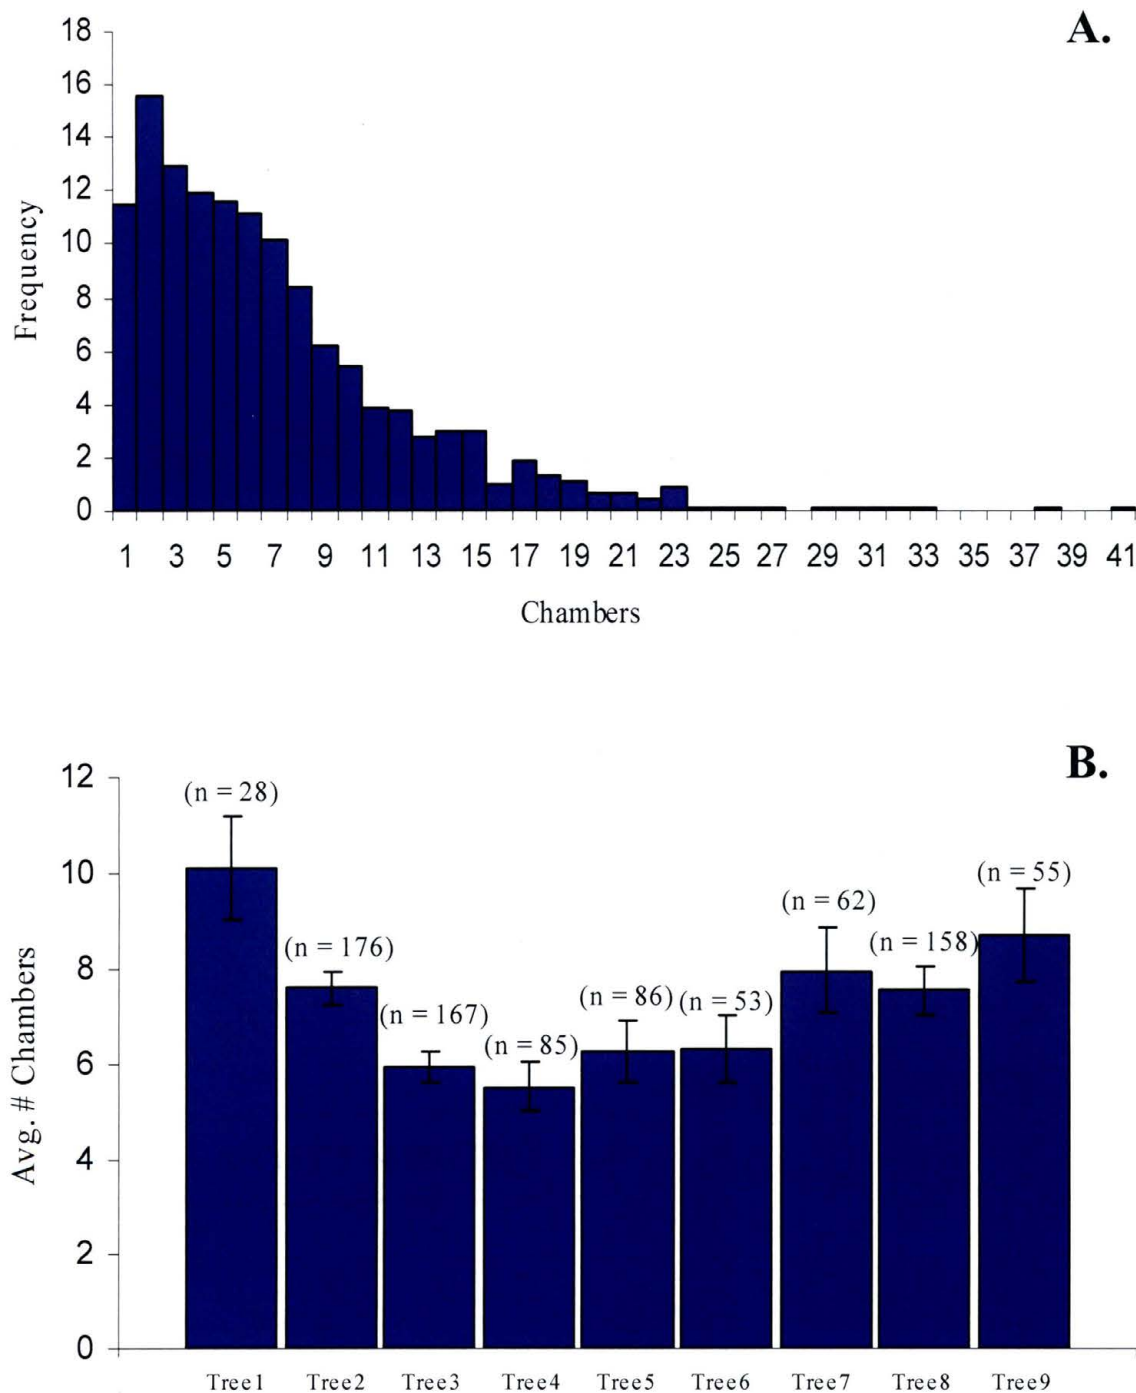 A.
18
16
14
12
10
8
6
4
2
0
Frequency
1 3 5 7 9 11 13 15 17 19 21 23 25 27 29 31 33 35 37 39 41
Chambers
B.
12
10
8
6
4
2
0
Avg. # Chambers
(n = 28)
(n = 176)
(n = 167)
(n = 85)
(n = 86)
(n = 53)
(n = 62)
(n = 158)
(n = 55)
Tree1 Tree2 Tree3 Tree4 Tree5 Tree6 Tree7 Tree8 Tree9